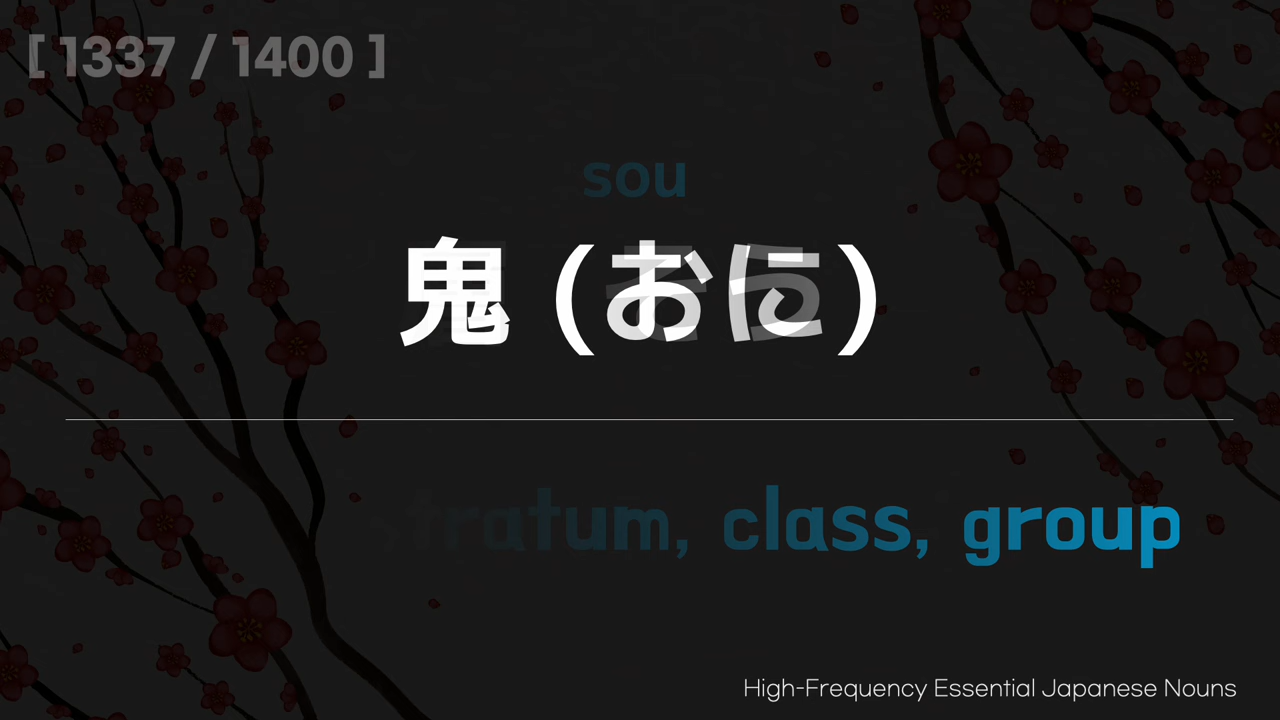 [ 1337 / 1400 ]
sou
鬼 (おに)
stratum, class, group
High-Frequency Essential Japanese Nouns